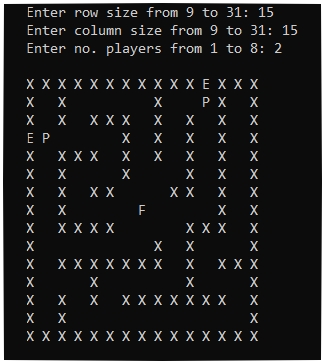 Enter row size from 9 to 31: 15
Enter column size from 9 to 31: 15
Enter no. players from 1 to 8: 2
X X X X X X X X X X X E X X X
X   X           X     P X   X
X   X   X X X   X   X   X   X
E P         X   X   X   X   X
X   X X X   X   X   X   X   X
X   X       X       X   X   X
X   X   X X       X X   X   X
X   X         F         X   X
X   X X X X         X X X   X
X               X   X       X
X   X X X X X X X   X   X X X
X       X           X       X
X   X   X   X X X X X X X   X
X   X                       X
X X X X X X X X X X X X X X X